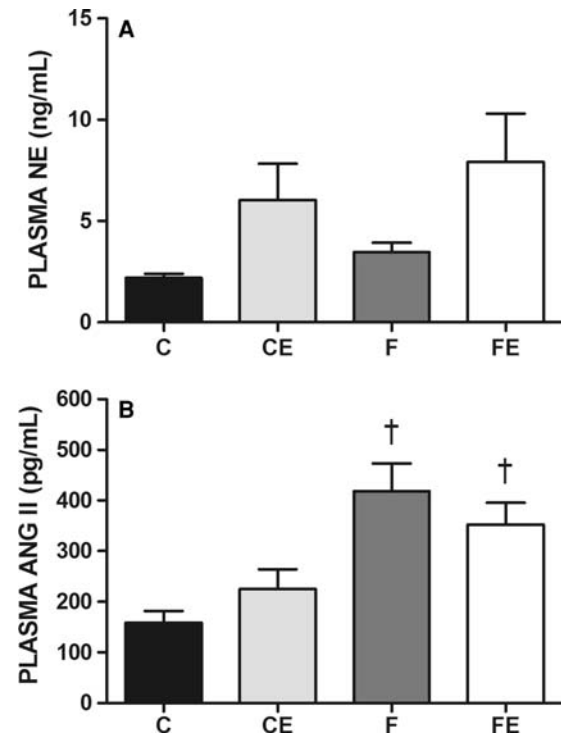 A
PLASMA NE (ng/mL)
15
10
5
0
C CE F FE
B
PLASMA ANG II (pg/mL)
600
500
400
300
200
100
0
† †
C CE F FE